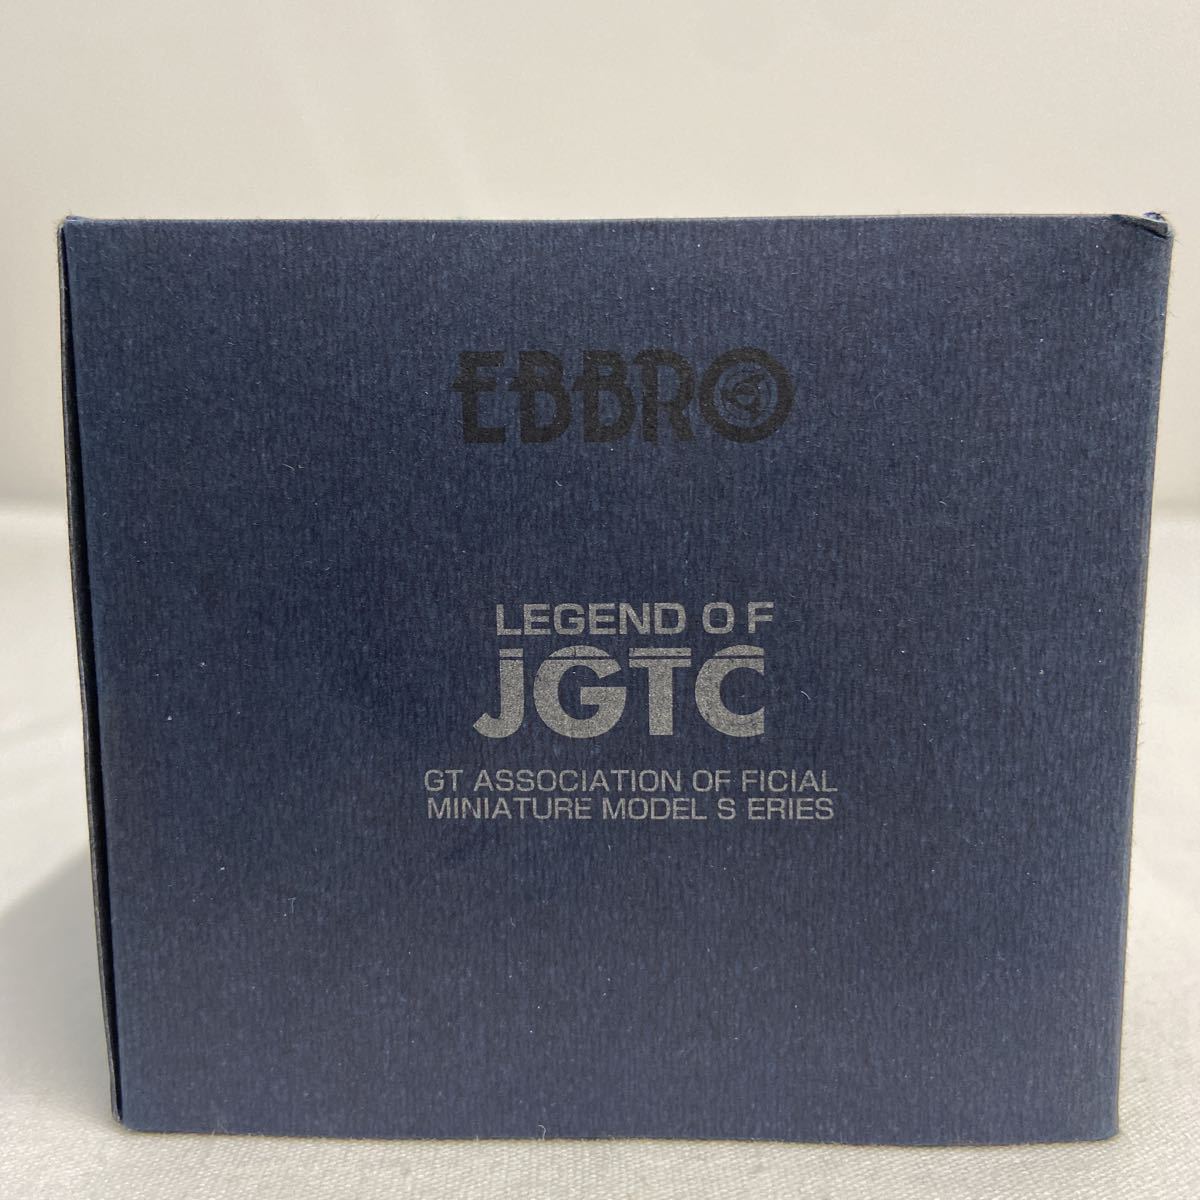 EBBRO
LEGEND OF
JGTC
GT ASSOCIATION OF FICIAL
MINIATURE MODEL S ERIES